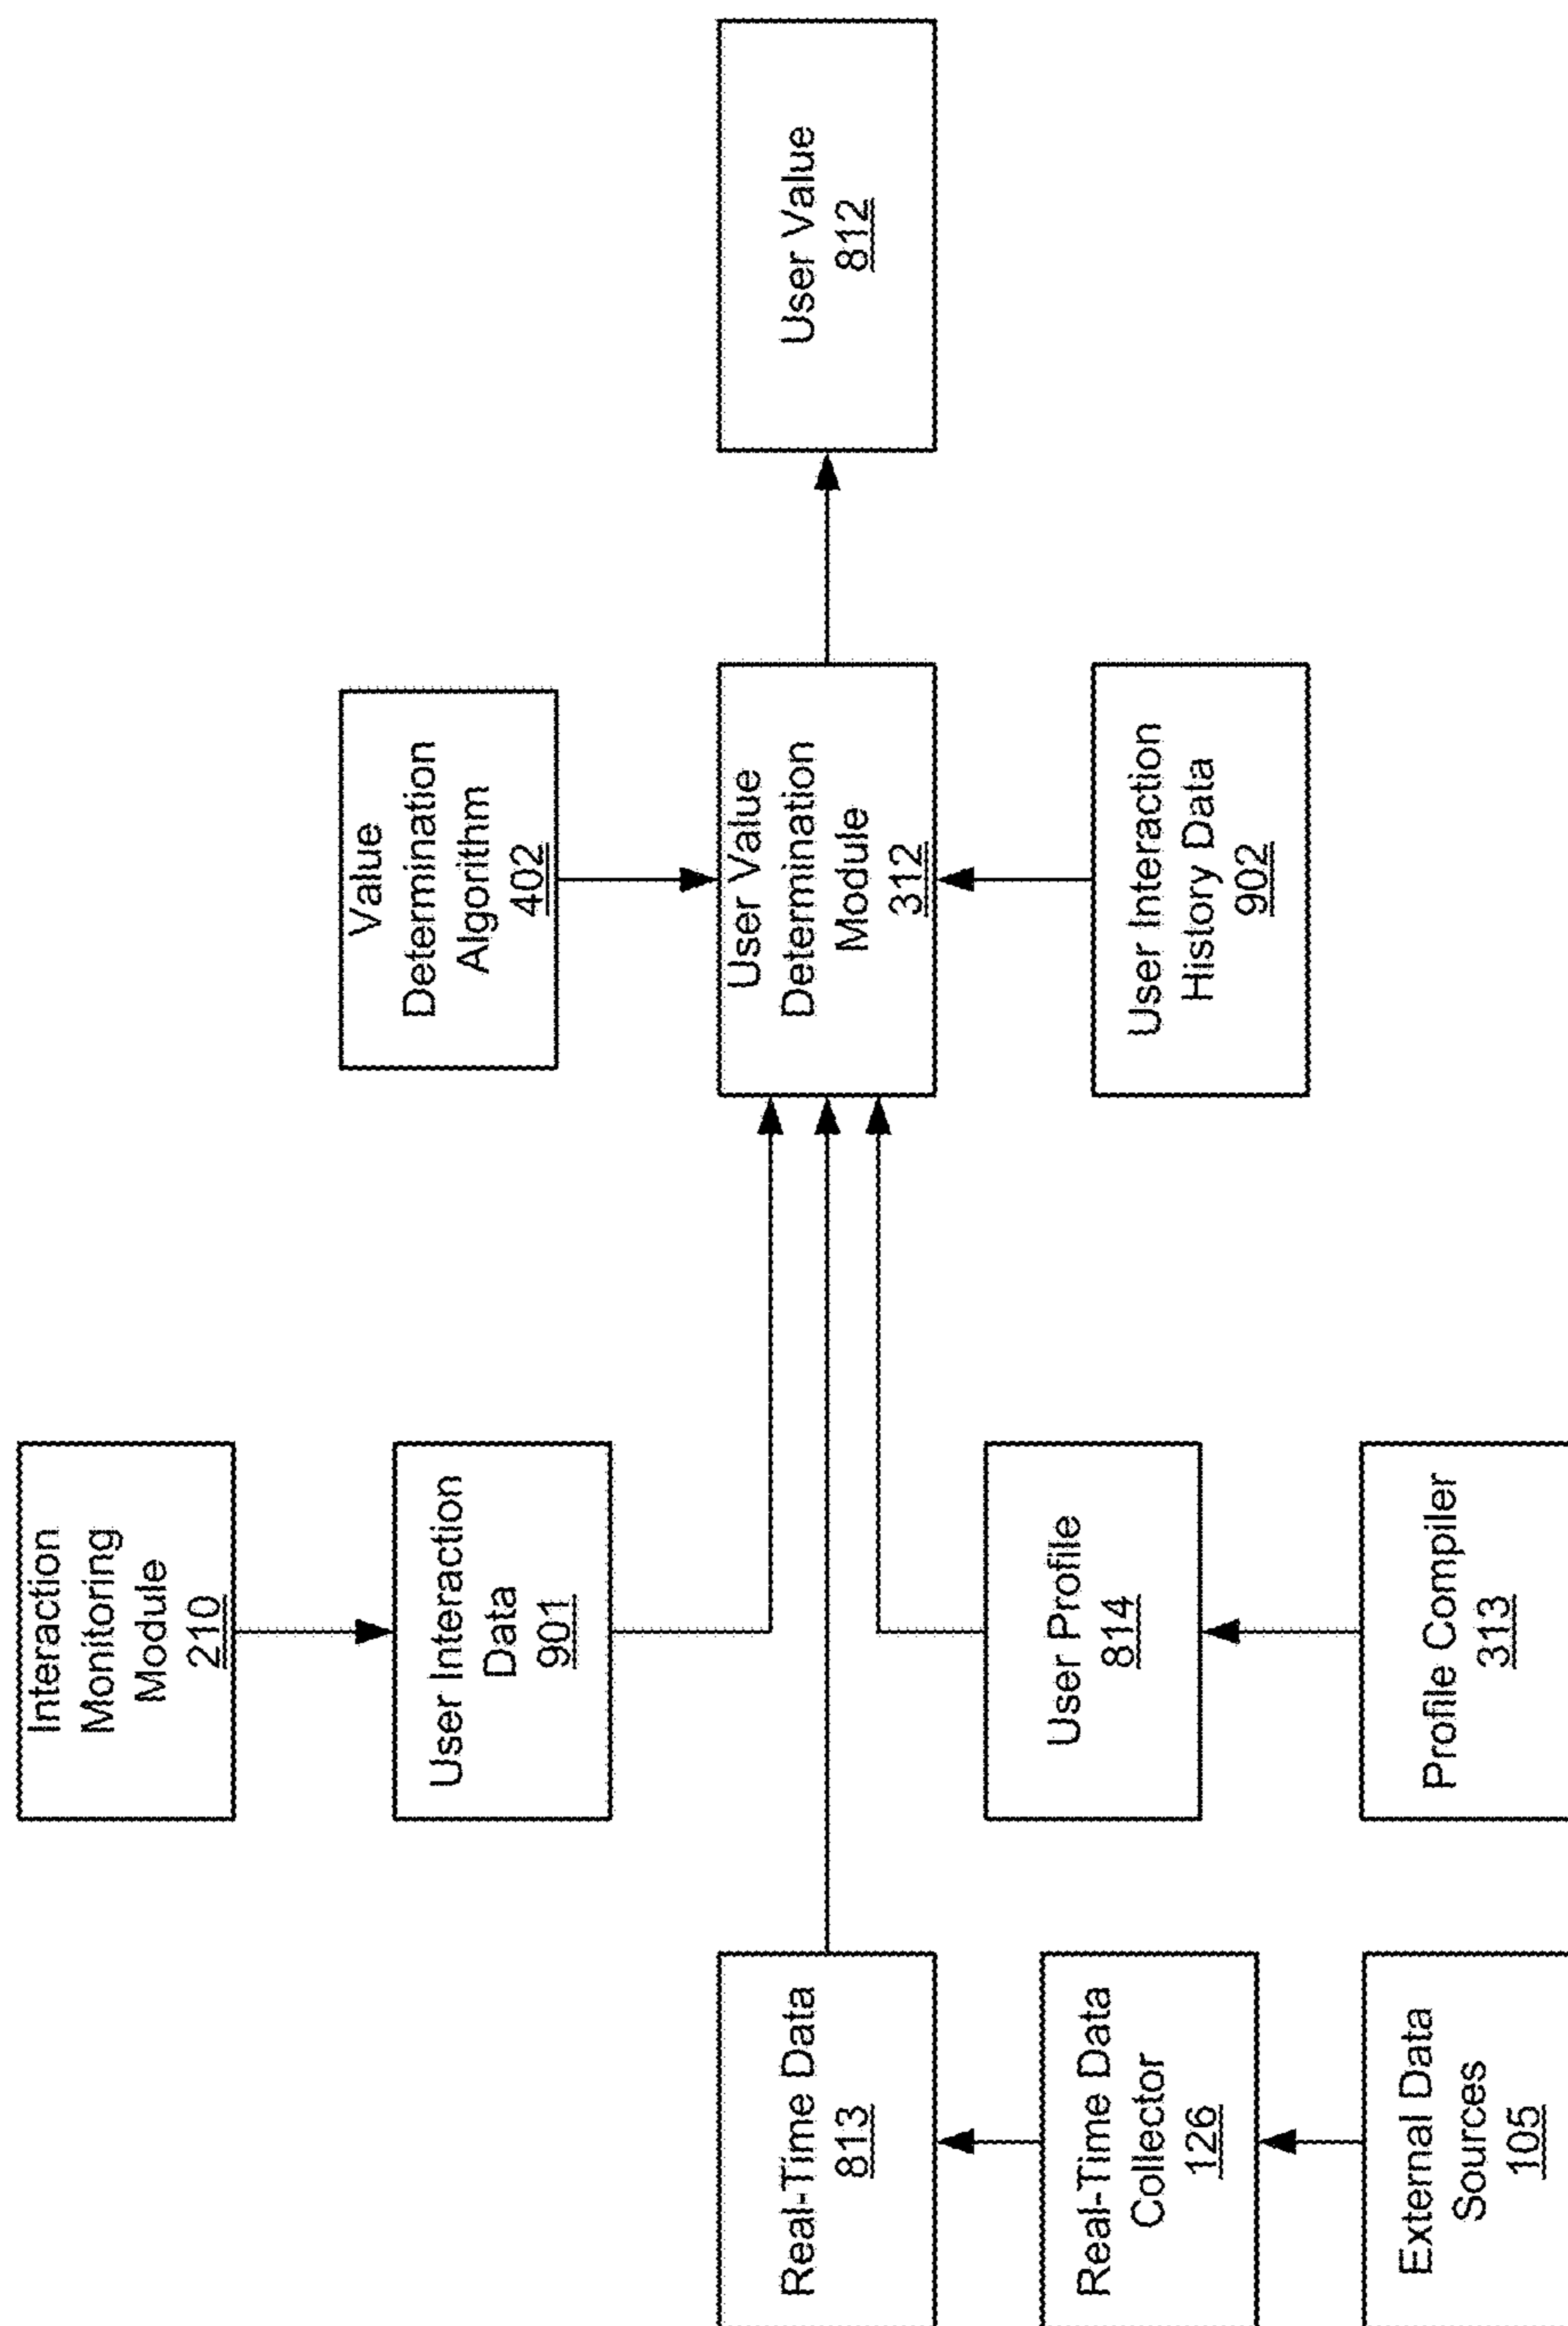 Interaction
Monitoring
Module
210
User Interaction
Data
901
Real-Time Data
813
Real-Time Data
Collector
126
External Data
Sources
105
User Profile
814
Profile Compiler
313
Value
Determination
Algorithm
402
User Value
Determination
Module
312
User Interaction
History Data
902
User Value
812